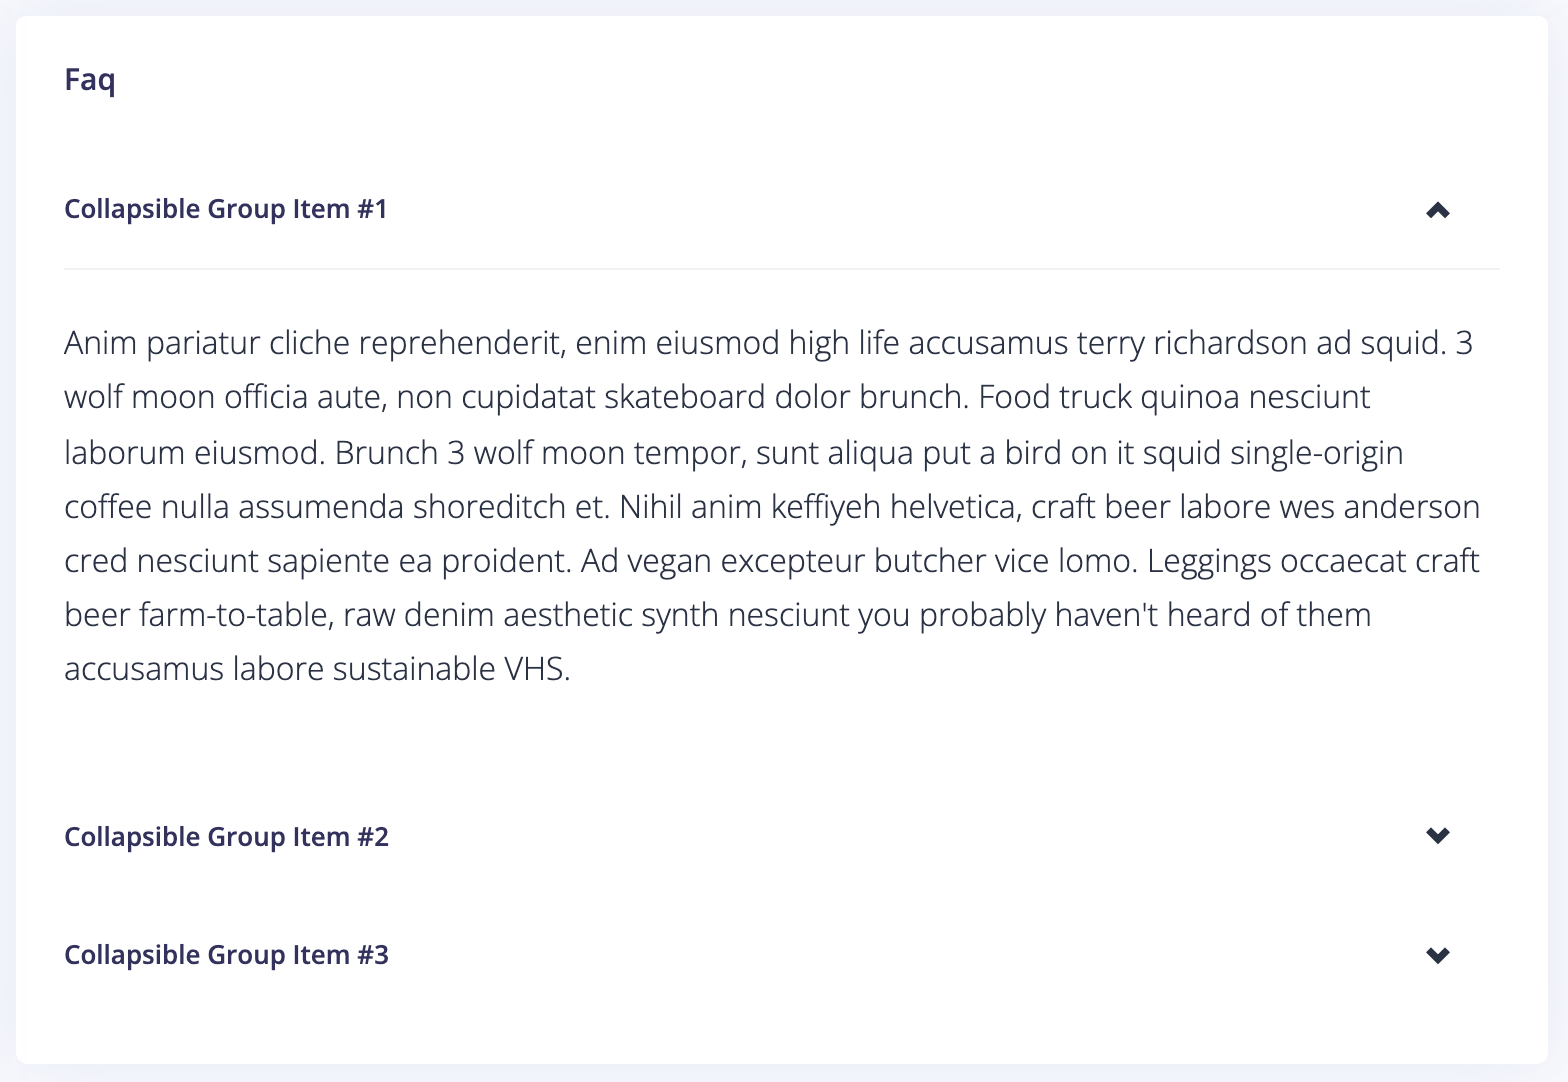 Faq
Collapsible Group Item #1
Anim pariatur cliche reprehenderit, enim eiusmod high life accusamus terry richardson ad squid. 3
wolf moon officia aute, non cupidatat skateboard dolor brunch. Food truck quinoa nesciunt
laborum eiusmod. Brunch 3 wolf moon tempor, sunt aliqua put a bird on it squid single-origin
coffee nulla assumenda shoreditch et. Nihil anim keffiyeh helvetica, craft beer labore wes anderson
cred nesciunt sapiente ea proident. Ad vegan excepteur butcher vice lomo. Leggings occaecat craft
beer farm-to-table, raw denim aesthetic synth nesciunt you probably haven't heard of them
accusamus labore sustainable VHS.
Collapsible Group Item #2
Collapsible Group Item #3